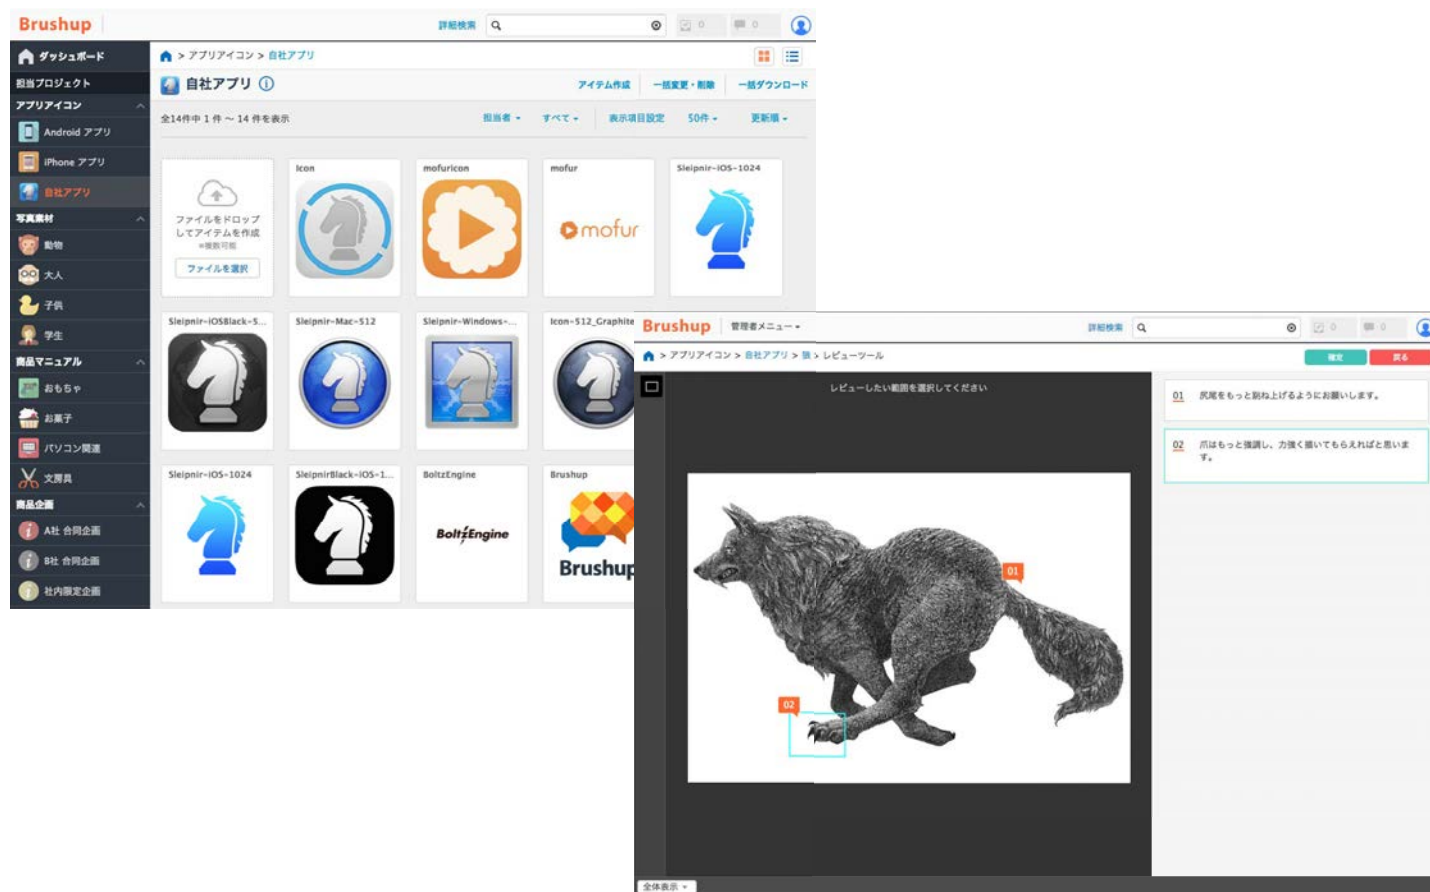 Brushup
詳細検索
0
0
ダッシュボード
担当プロジェクト
アプリアイコン
Android アプリ
iPhone アプリ
自社アプリ
写真素材
動物
大人
子供
学生
商品マニュアル
おもちゃ
お菓子
パソコン関連
文房具
商品企画
A社 合同企画
B社 合同企画
社内限定企画
> アプリアイコン > 自社アプリ
自社アプリ
アイテム作成
一括変更・削除
一括ダウンロード
全14件中 1 件 ～ 14 件を表示
担当者
すべて
表示項目設定
50件
更新順
ファイルをドロップ
してアイテムを作成
※複数可能
ファイルを選択
Icon
mofuricon
mofur
mofur
Sleipnir-iOS-1024
Sleipnir-iOSBlack-5...
Sleipnir-Mac-512
Sleipnir-Windows-...
Icon-512_Graphite
Sleipnir-iOS-1024
SleipnirBlack-iOS-1...
BoltzEngine
BoltzEngine
Brushup
Brushup
Brushup
管理者メニュー
詳細検索
0
0
> アプリアイコン > 自社アプリ > 狼 > レビューツール
確定
戻る
レビューしたい範囲を選択してください
01
02
01 尻尾をもっと跳ね上げるようにお願いします。
02 爪はもっと強調し、力強く描いてもらえればと思いま
す。
全体表示